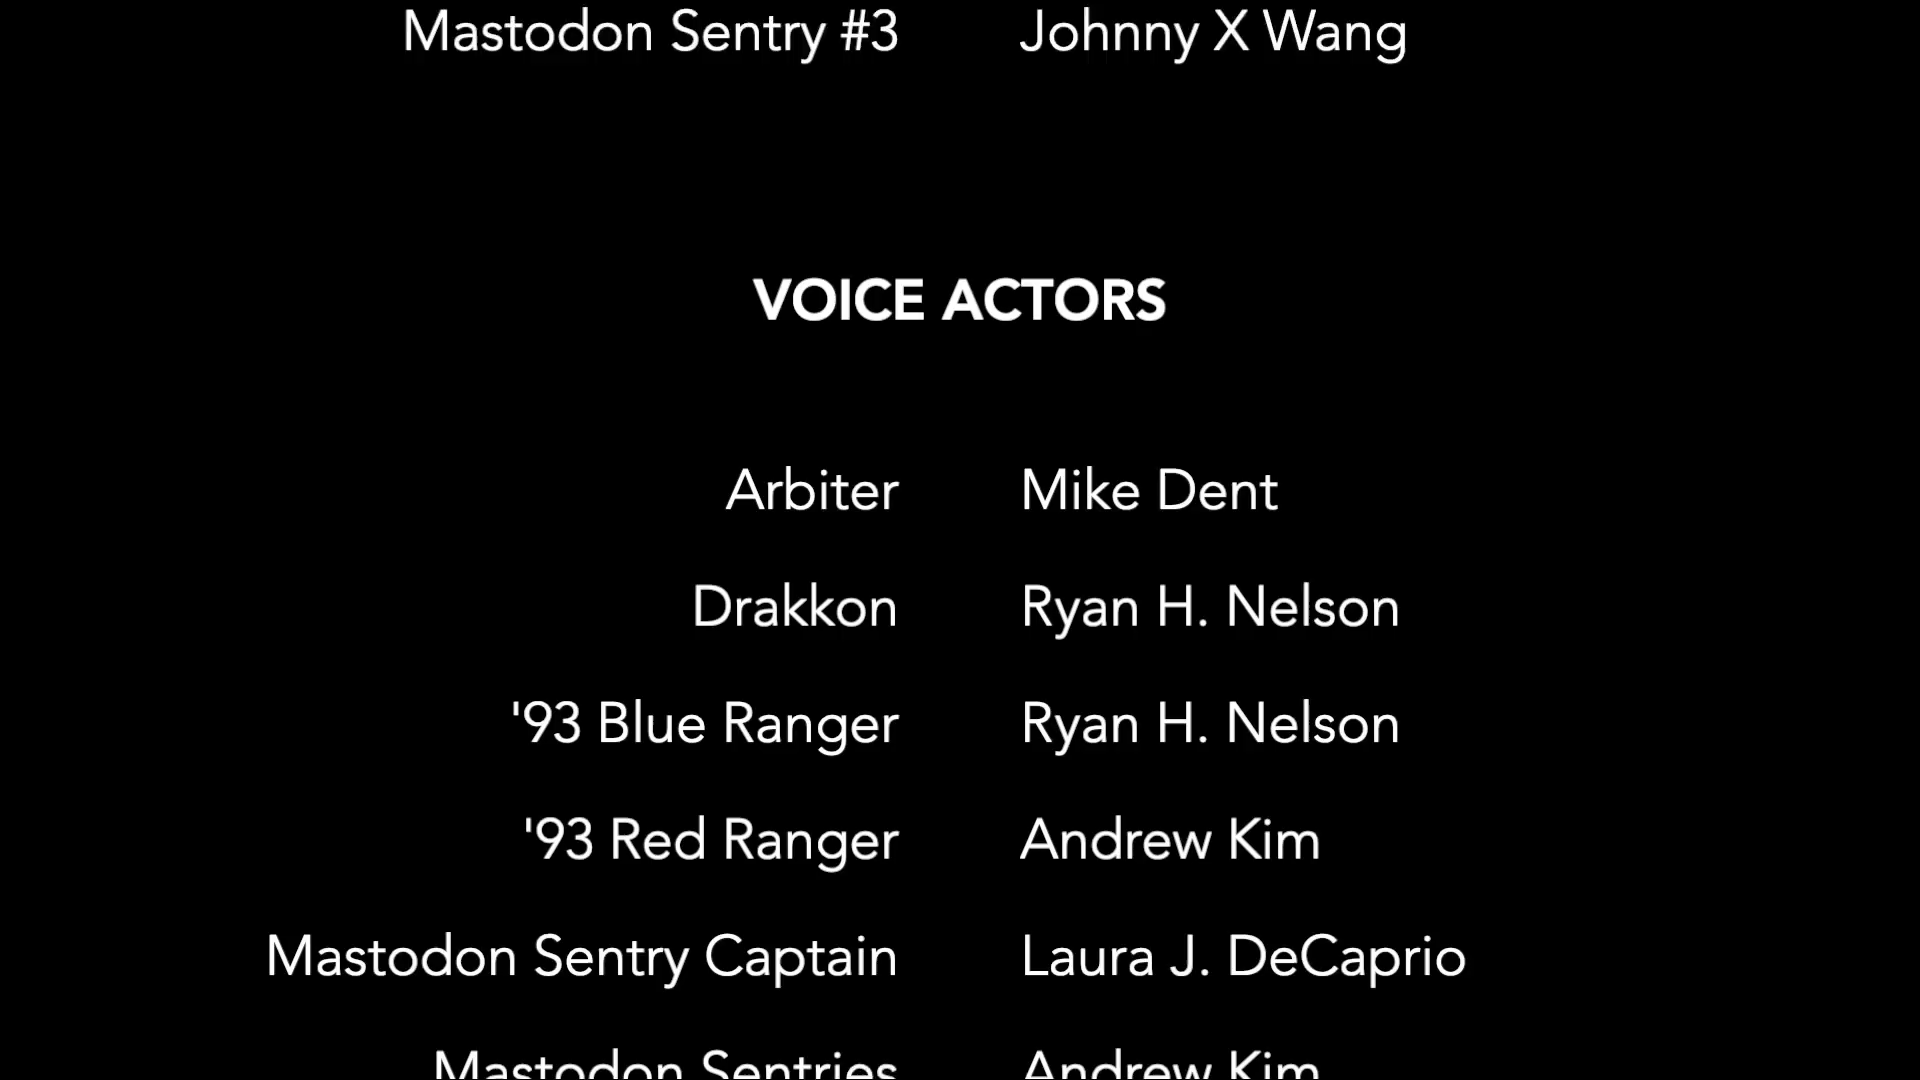 Mastodon Sentry #3 Johnny X Wang
VOICE ACTORS
Arbiter Mike Dent
Drakkon Ryan H. Nelson
'93 Blue Ranger Ryan H. Nelson
'93 Red Ranger Andrew Kim
Mastodon Sentry Captain Laura J. DeCaprio
Mastodon Sentries Andrew Kim